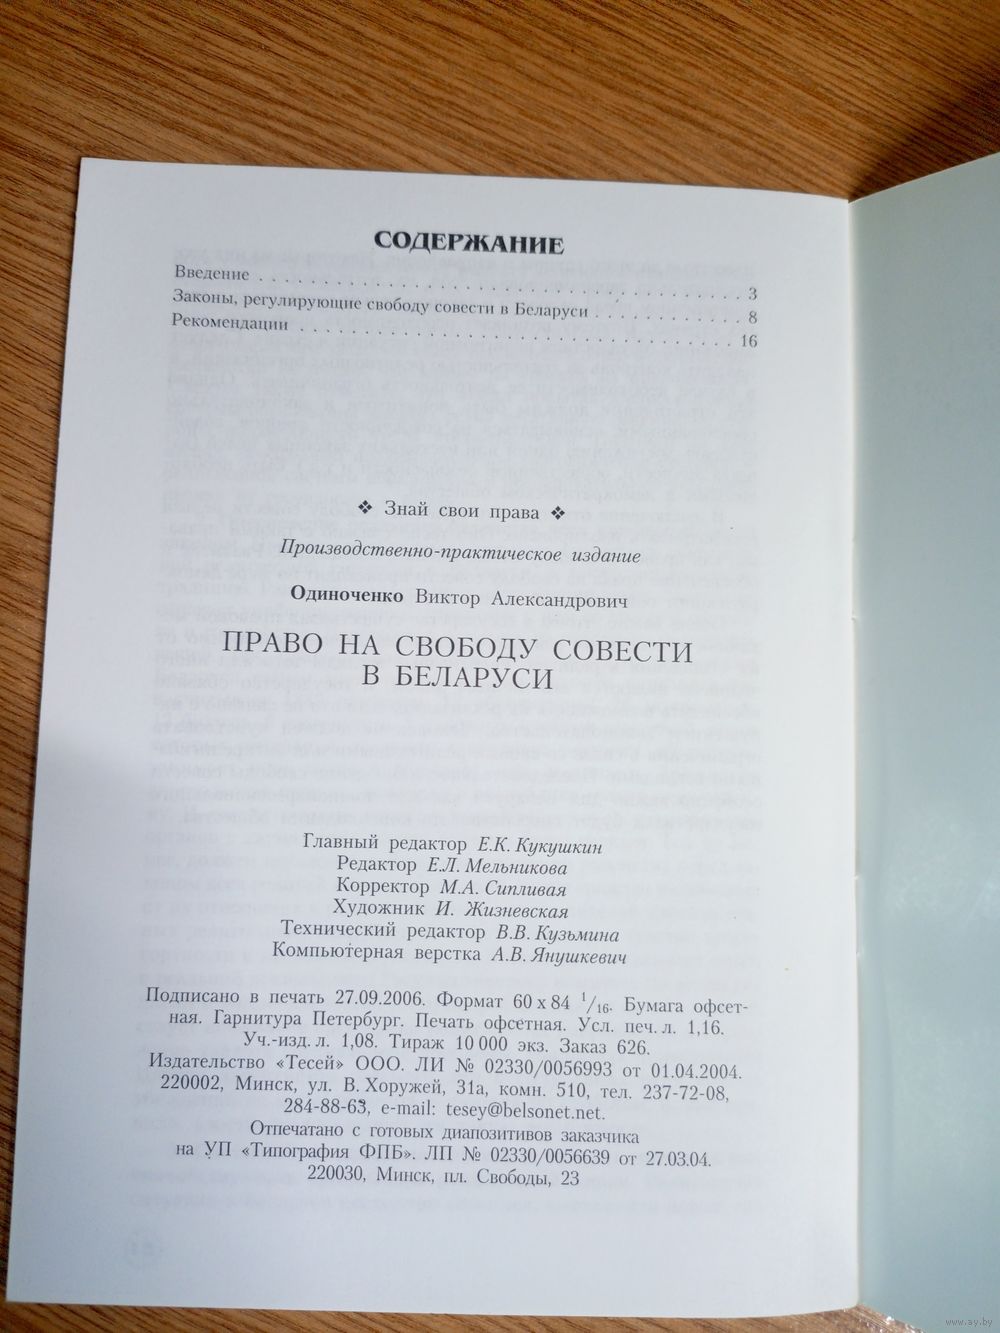 СОДЕРЖАНИЕ
Введение . . . . . . . . . . . . . . . . . . . . . . . . . . . . . . . . . . . 3
Законы, регулирующие свободу совести в Беларуси . . . . . . . . . . . 8
Рекомендации . . . . . . . . . . . . . . . . . . . . . . . . . . . . . . . . 16
❖ Знай свои права ❖
Производственно-практическое издание
Одиноченко Виктор Александрович
ПРАВО НА СВОБОДУ СОВЕСТИ
В БЕЛАРУСИ
Главный редактор Е.К. Кукушкин
Редактор Е.Л. Мельникова
Корректор М.А. Сипливая
Художник И. Жизневская
Технический редактор В.В. Кузьмина
Компьютерная верстка А.В. Янушкевич
Подписано в печать 27.09.2006. Формат 60 х 84 1/16. Бумага офсет-
ная. Гарнитура Петербург. Печать офсетная. Усл. печ. л. 1,16.
Уч.-изд. л. 1,08. Тираж 10 000 экз. Заказ 626.
Издательство «Тесей» ООО. ЛИ № 02330/0056993 от 01.04.2004.
220002, Минск, ул. В. Хоружей, 31а, комн. 510, тел. 237-72-08,
284-88-63, e-mail: tesey@belsonet.net.
Отпечатано с готовых диапозитивов заказчика
на УП «Типография ФПБ». ЛП № 02330/0056639 от 27.03.04.
220030, Минск, пл. Свободы, 23
www.ay.by